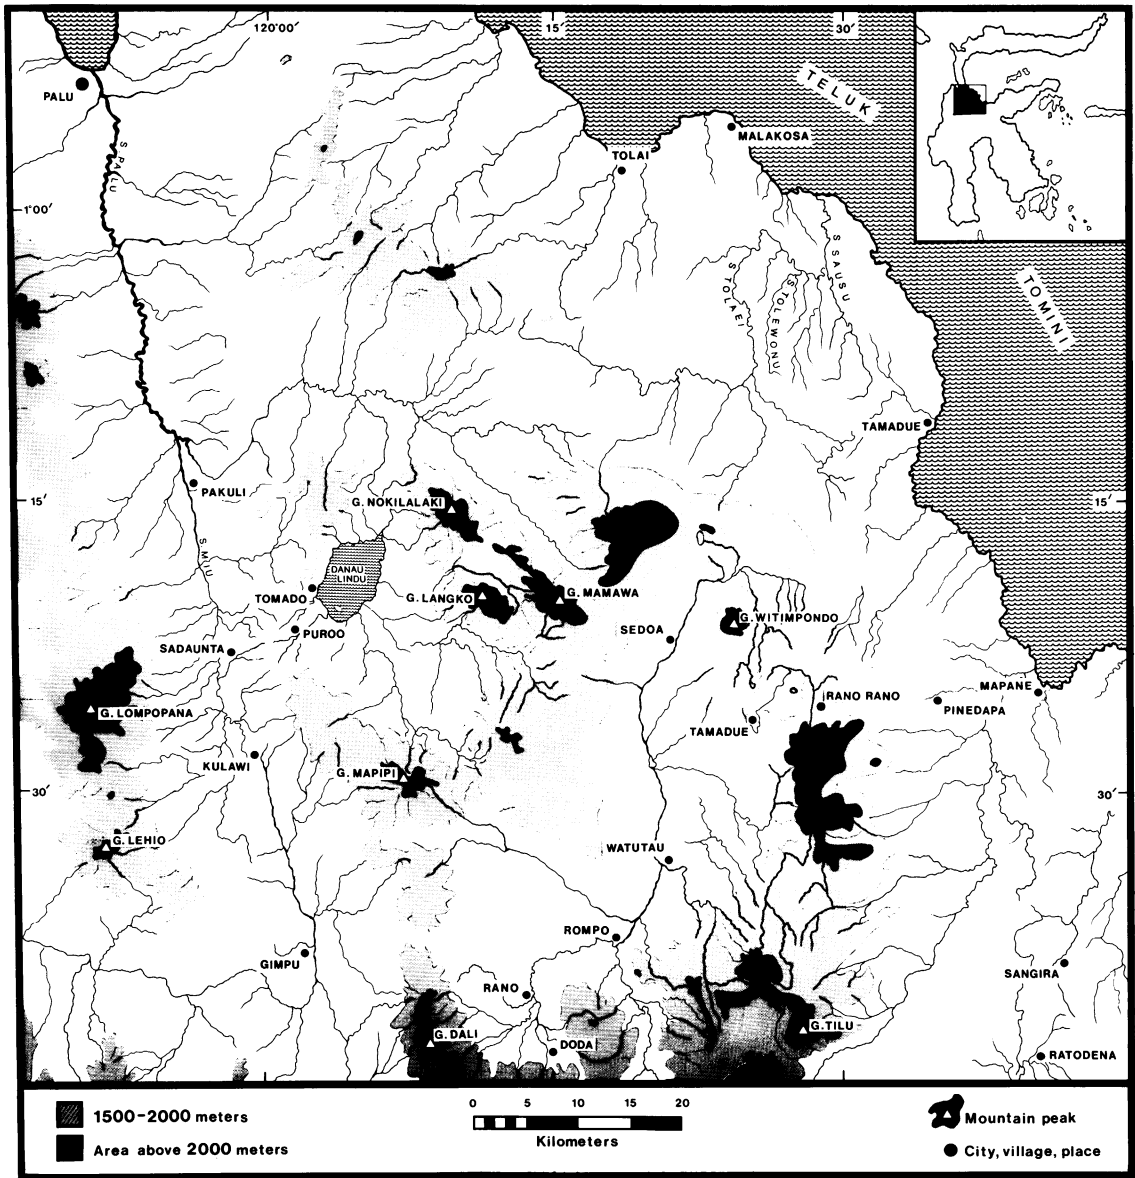 120°00′
15
30′
PALU
TELUK
MALAKOSA
TOLAI
S. PALU
1°00′
S SAUSU
S TOLAEI
S TOLEWONU
TOMINI
TAMADUE
PAKULI
G. NOKILALAKI
15′
15′
S. MIU
DANAU
LINDU
TOMADO
G. LANGKO
G. MAMAWA
G. WITIMPONDO
PUROO
SEDOA
SADAUNTA
MAPANE
RANO RANO
PINEDAPA
G. LOMPOPANA
TAMADUE
KULAWI
G. MAPIPI
30′
30′
G. LEHIO
WATUTAU
ROMPO
GIMPU
SANGIRA
RANO
G. TILU
G. DALI
DODA
RATODENA
1500-2000 meters
Area above 2000 meters
0 5 10 15 20
Kilometers
Mountain peak
City, village, place